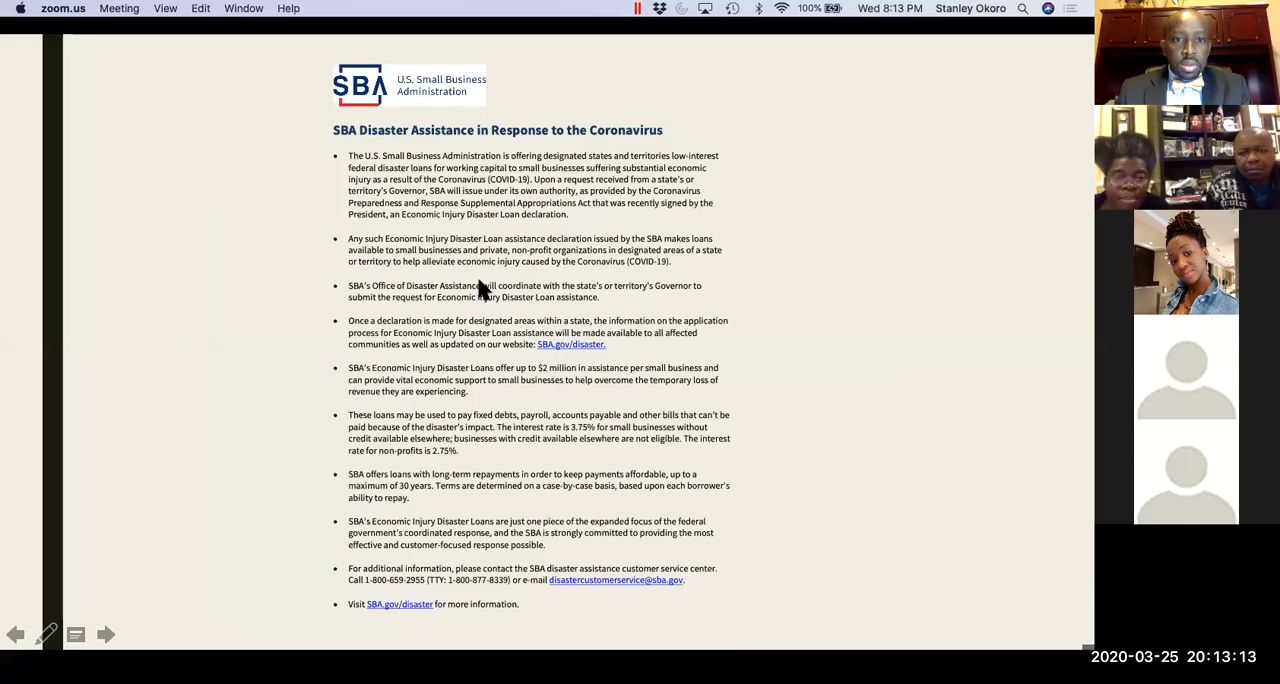 zoom.us Meeting View Edit Window Help 100% Wed 8:13 PM Stanley Okoro
SBA U.S. Small Business
Administration
SBA Disaster Assistance in Response to the Coronavirus
• The U.S. Small Business Administration is offering designated states and territories low-interest
federal disaster loans for working capital to small businesses suffering substantial economic
injury as a result of the Coronavirus (COVID-19). Upon a request received from a state's or
territory's Governor, SBA will issue under its own authority, as provided by the Coronavirus
Preparedness and Response Supplemental Appropriations Act that was recently signed by the
President, an Economic Injury Disaster Loan declaration.
• Any such Economic Injury Disaster Loan assistance declaration issued by the SBA makes loans
available to small businesses and private, non-profit organizations in designated areas of a state
or territory to help alleviate economic injury caused by the Coronavirus (COVID-19).
• SBA's Office of Disaster Assistance will coordinate with the state's or territory's Governor to
submit the request for Economic Injury Disaster Loan assistance.
• Once a declaration is made for designated areas within a state, the information on the application
process for Economic Injury Disaster Loan assistance will be made available to all affected
communities as well as updated on our website: SBA.gov/disaster.
• SBA's Economic Injury Disaster Loans offer up to $2 million in assistance per small business and
can provide vital economic support to small businesses to help overcome the temporary loss of
revenue they are experiencing.
• These loans may be used to pay fixed debts, payroll, accounts payable and other bills that can't be
paid because of the disaster's impact. The interest rate is 3.75% for small businesses without
credit available elsewhere; businesses with credit available elsewhere are not eligible. The interest
rate for non-profits is 2.75%.
• SBA offers loans with long-term repayments in order to keep payments affordable, up to a
maximum of 30 years. Terms are determined on a case-by-case basis, based upon each borrower's
ability to repay.
• SBA's Economic Injury Disaster Loans are just one piece of the expanded focus of the federal
government's coordinated response, and the SBA is strongly committed to providing the most
effective and customer-focused response possible.
• For additional information, please contact the SBA disaster assistance customer service center.
Call 1-800-659-2955 (TTY: 1-800-877-8339) or e-mail disastercustomerservice@sba.gov.
• Visit SBA.gov/disaster for more information.
2020-03-25 20:13:13